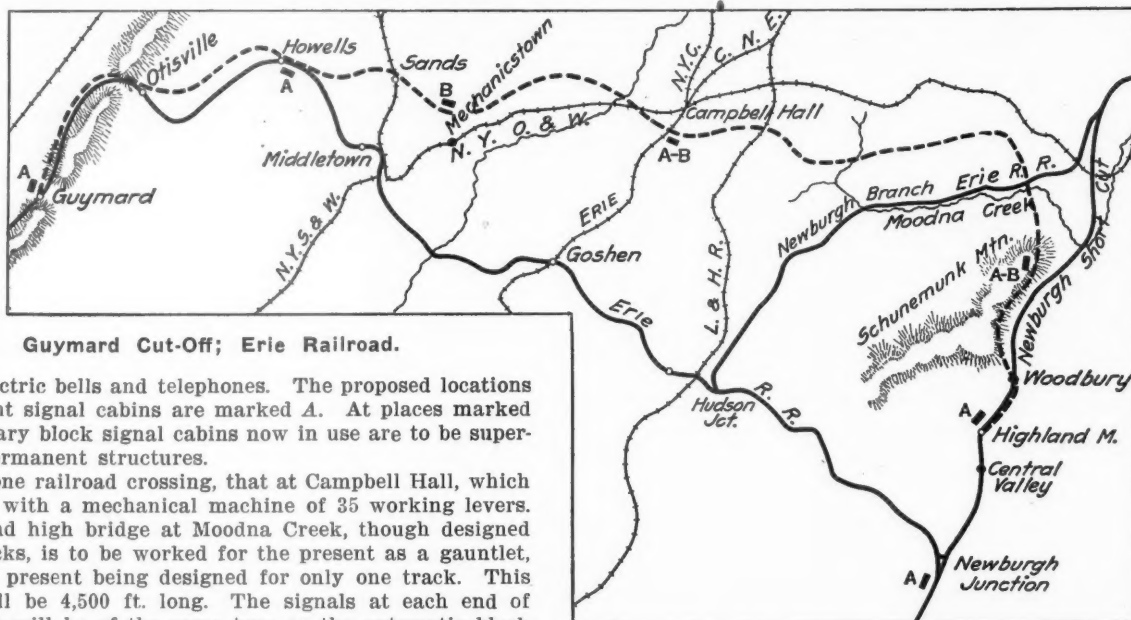 Otisville
Howells
Sands
A
B
Mechanicstown
N.Y.C.
C. N. E.
N.Y. O. & W.
Campbell Hall
A-B
Middletown
A
Guymard
N.Y.S. & W.
ERIE
Goshen
Erie
R. R.
L. & H. R.
Newburgh Branch Erie R. R.
Moodna Creek
Schunemunk Mtn.
A-B
Newburgh Short Cut
Woodbury
A
Highland M.
Central
Valley
Hudson
Jct.
A
Newburgh
Junction
Guymard Cut-Off; Erie Railroad.
ctric bells and telephones. The proposed locations
nt signal cabins are marked A. At places marked
ary block signal cabins now in use are to be super-
ermanent structures.
one railroad crossing, that at Campbell Hall, which
with a mechanical machine of 35 working levers.
nd high bridge at Moodna Creek, though designed
cks, is to be worked for the present as a gauntlet,
present being designed for only one track. This
ll be 4,500 ft. long. The signals at each end of